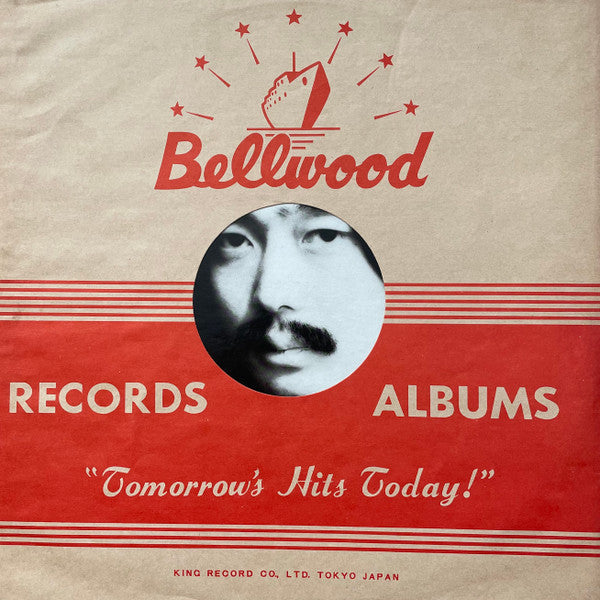 Bellwood
RECORDS ALBUMS
"Tomorrow's Hits Today!"
KING RECORD CO., LTD. TOKYO JAPAN